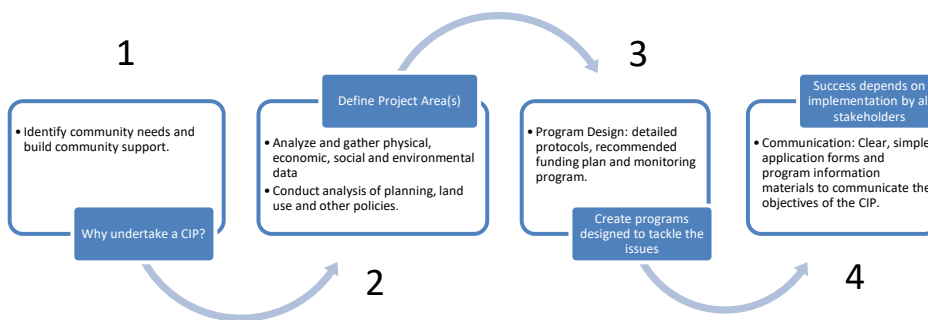 1
• Identify community needs and
build community support.
Why undertake a CIP?
Define Project Area(s)
• Analyze and gather physical,
economic, social and environmental
data
• Conduct analysis of planning, land
use and other policies.
2
3
• Program Design: detailed
protocols, recommended
funding plan and monitoring
program.
Create programs
designed to tackle the
issues
Success depends on
implementation by al
stakeholders
• Communication: Clear, simple
application forms and
program information
materials to communicate the
objectives of the CIP.
4